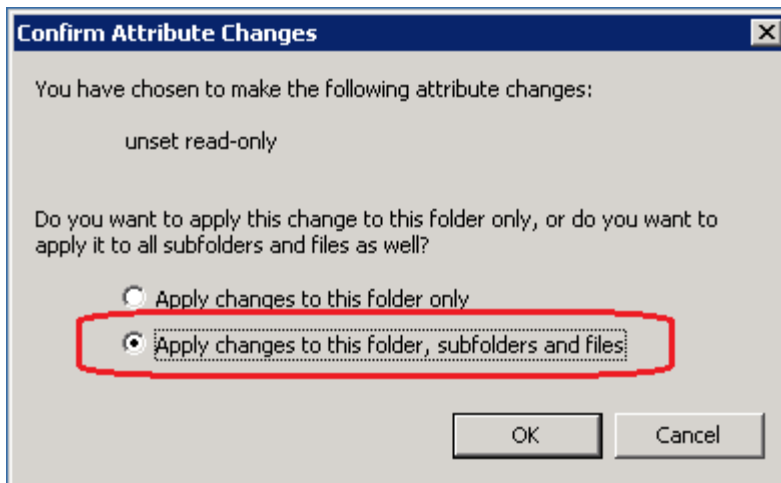 Confirm Attribute Changes
You have chosen to make the following attribute changes:
unset read-only
Do you want to apply this change to this folder only, or do you want to
apply it to all subfolders and files as well?
Apply changes to this folder only
Apply changes to this folder, subfolders and files
OK
Cancel